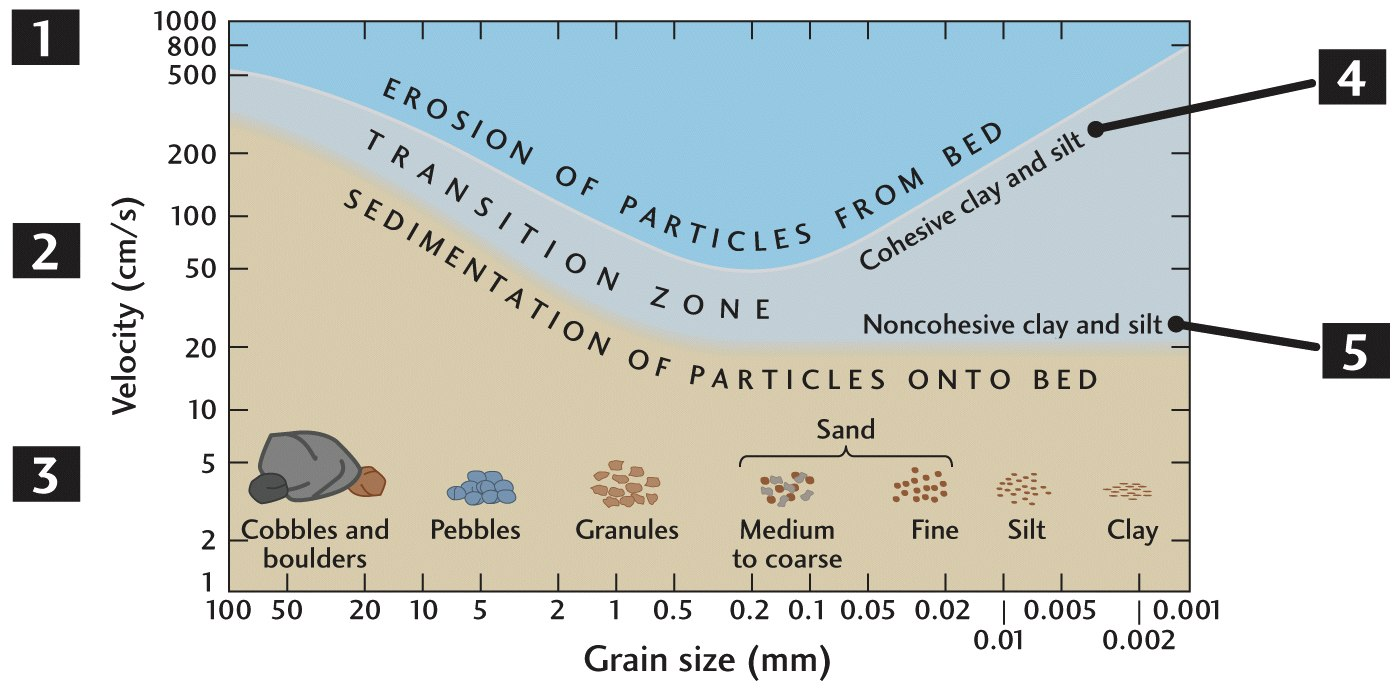 1
2
3
4
5
Velocity (cm/s)
1000
800
500
200
100
50
20
10
5
2
1
EROSION OF PARTICLES FROM BED
TRANSITION ZONE
SEDIMENTATION OF PARTICLES ONTO BED
Cohesive clay and silt
Noncohesive clay and silt
Sand
Cobbles and
boulders
Pebbles
Granules
Medium
to coarse
Fine
Silt
Clay
100 50 20 10 5 2 1 0.5 0.2 0.1 0.05 0.02 0.005 0.001
0.01 0.002
Grain size (mm)